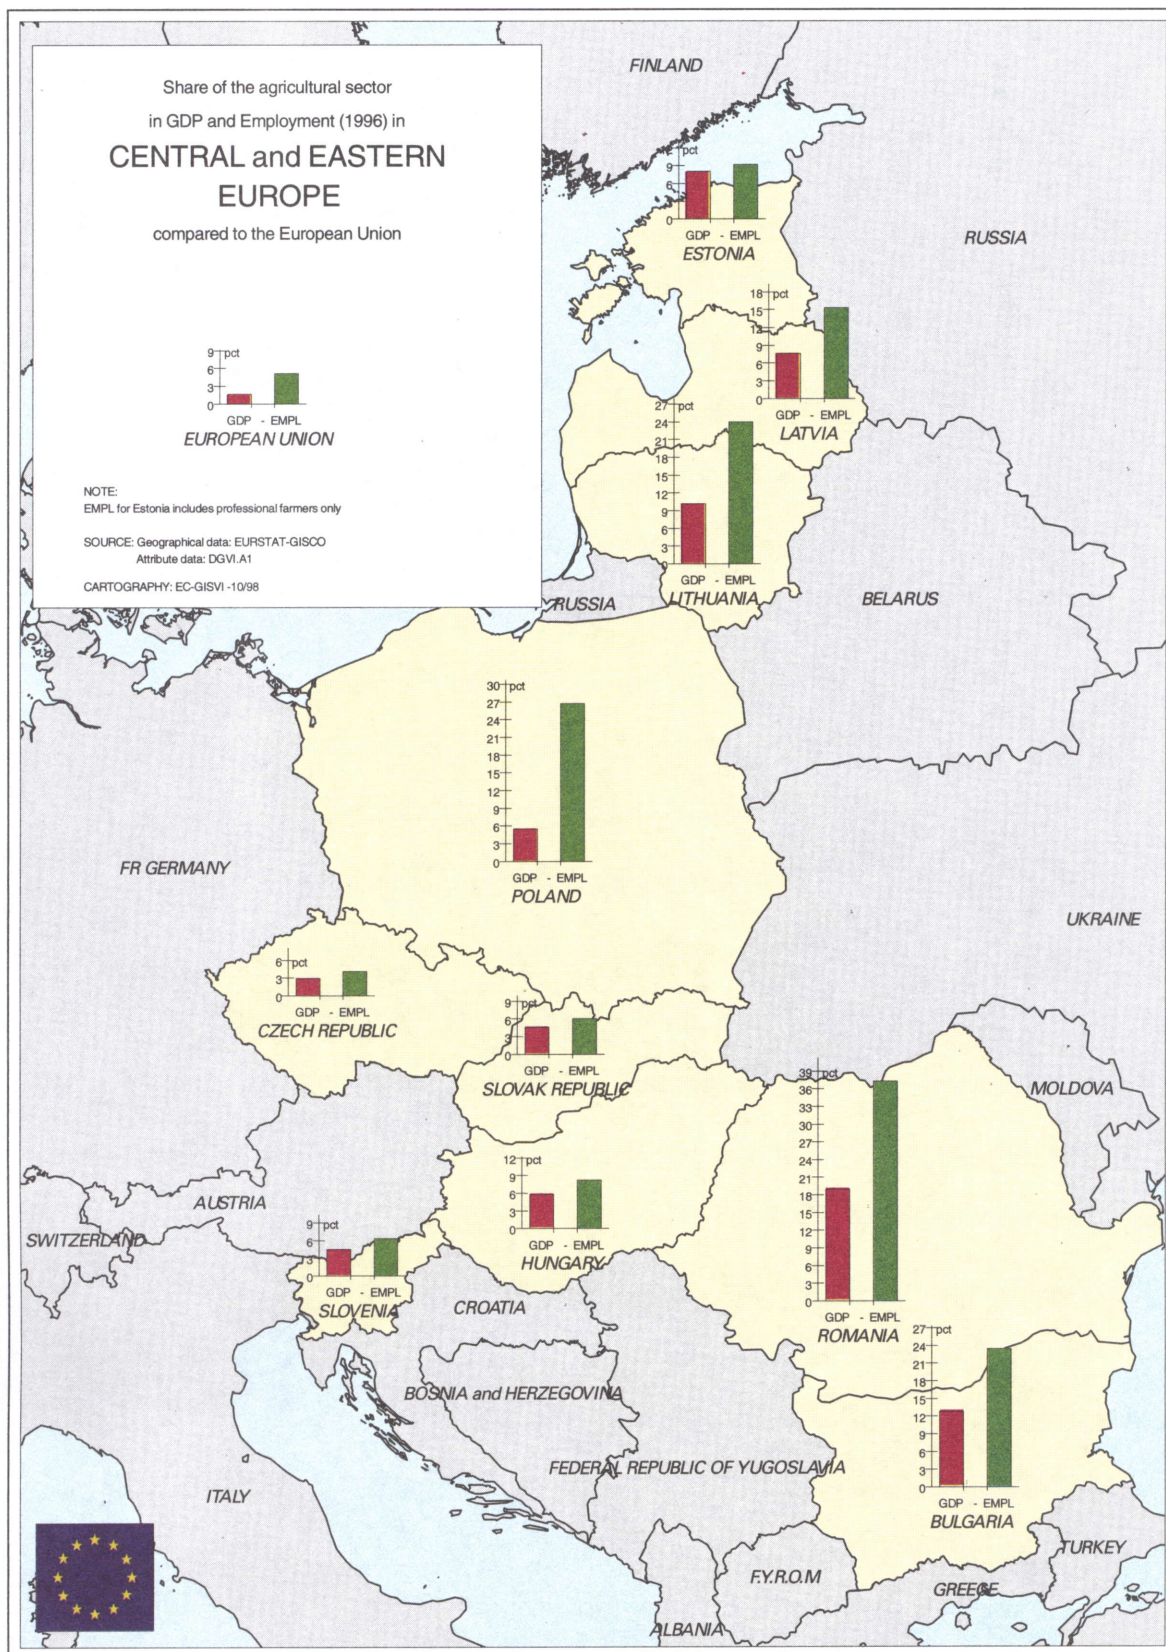 Share of the agricultural sector
in GDP and Employment (1996) in
CENTRAL and EASTERN
EUROPE
compared to the European Union
9 pct
6
3
0
GDP - EMPL
EUROPEAN UNION
NOTE:
EMPL for Estonia includes professional farmers only
SOURCE: Geographical data: EURSTAT-GISCO
Attribute data: DGVI.A1
CARTOGRAPHY: EC-GISVI -10/98
FINLAND
12 pct
9
6
3
0
GDP - EMPL
ESTONIA
RUSSIA
18 pct
15
12
9
6
3
0
GDP - EMPL
LATVIA
27 pct
24
21
18
15
12
9
6
3
0
GDP - EMPL
LITHUANIA
RUSSIA
BELARUS
30 pct
27
24
21
18
15
12
9
6
3
0
GDP - EMPL
POLAND
FR GERMANY
UKRAINE
6 pct
3
0
GDP - EMPL
CZECH REPUBLIC
9 pct
6
3
0
GDP - EMPL
SLOVAK REPUBLIC
39 pct
36
33
30
27
24
21
18
15
12
9
6
3
0
GDP - EMPL
ROMANIA
MOLDOVA
12 pct
9
6
3
0
GDP - EMPL
HUNGARY
AUSTRIA
SWITZERLAND
9 pct
6
3
0
GDP - EMPL
SLOVENIA
CROATIA
27 pct
24
21
18
15
12
9
6
3
0
GDP - EMPL
BULGARIA
BOSNIA and HERZEGOVINA
FEDERAL REPUBLIC OF YUGOSLAVIA
ITALY
TURKEY
F.Y.R.O.M
GREECE
ALBANIA